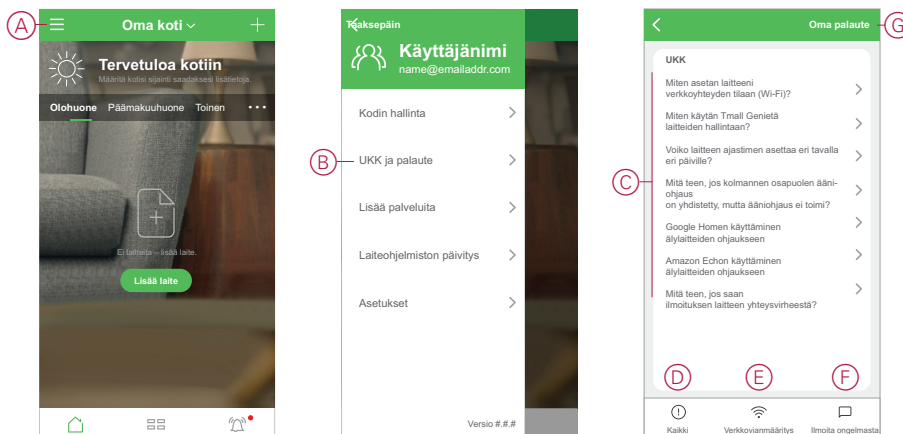 A
Oma koti
Tervetuloa kotiin
Määritä kotisi sijainti saadaksesi lisätietoja.
Olohuone Päämakuuhuone Toinen
Ei laitteita – lisää laite.
Lisää laite
Taaksepäin
Käyttäjänimi
name@emailaddr.com
Kodin hallinta
B
UKK ja palaute
Lisää palveluita
Laiteohjelmiston päivitys
Asetukset
Versio #.#.#
Oma palaute
G
UKK
C
Miten asetan laitteeni
verkkoyhteyden tilaan (Wi-Fi)?
Miten käytän Tmall Genietä
laitteiden hallintaan?
Voiko laitteen ajastimen asettaa eri tavalla
eri päiville?
Mitä teen, jos kolmannen osapuolen ääni-
ohjaus
on yhdistetty, mutta ääniohjaus ei toimi?
Google Homen käyttäminen
älylaitteiden ohjaukseen
Amazon Echon käyttäminen
älylaitteiden ohjaukseen
Mitä teen, jos saan
ilmoituksen laitteen yhteysvirheestä?
D E F
Kaikki Verkkovianmääritys Ilmoita ongelmasta